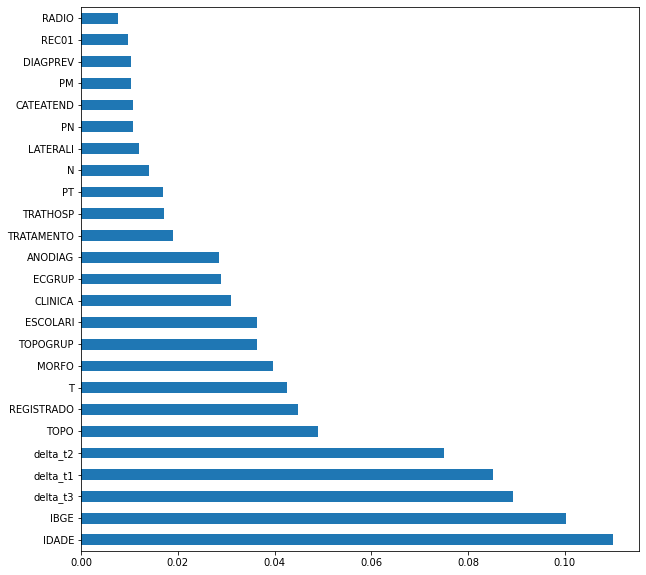 RADIO
REC01
DIAGPREV
PM
CATEATEND
PN
LATERALI
N
PT
TRATHOSP
TRATAMENTO
ANODIAG
ECGRUP
CLINICA
ESCOLARI
TOPOGRUP
MORFO
T
REGISTRADO
TOPO
delta_t2
delta_t1
delta_t3
IBGE
IDADE
0.00 0.02 0.04 0.06 0.08 0.10